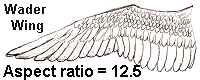 Wader
Wing
Aspect ratio = 12.5